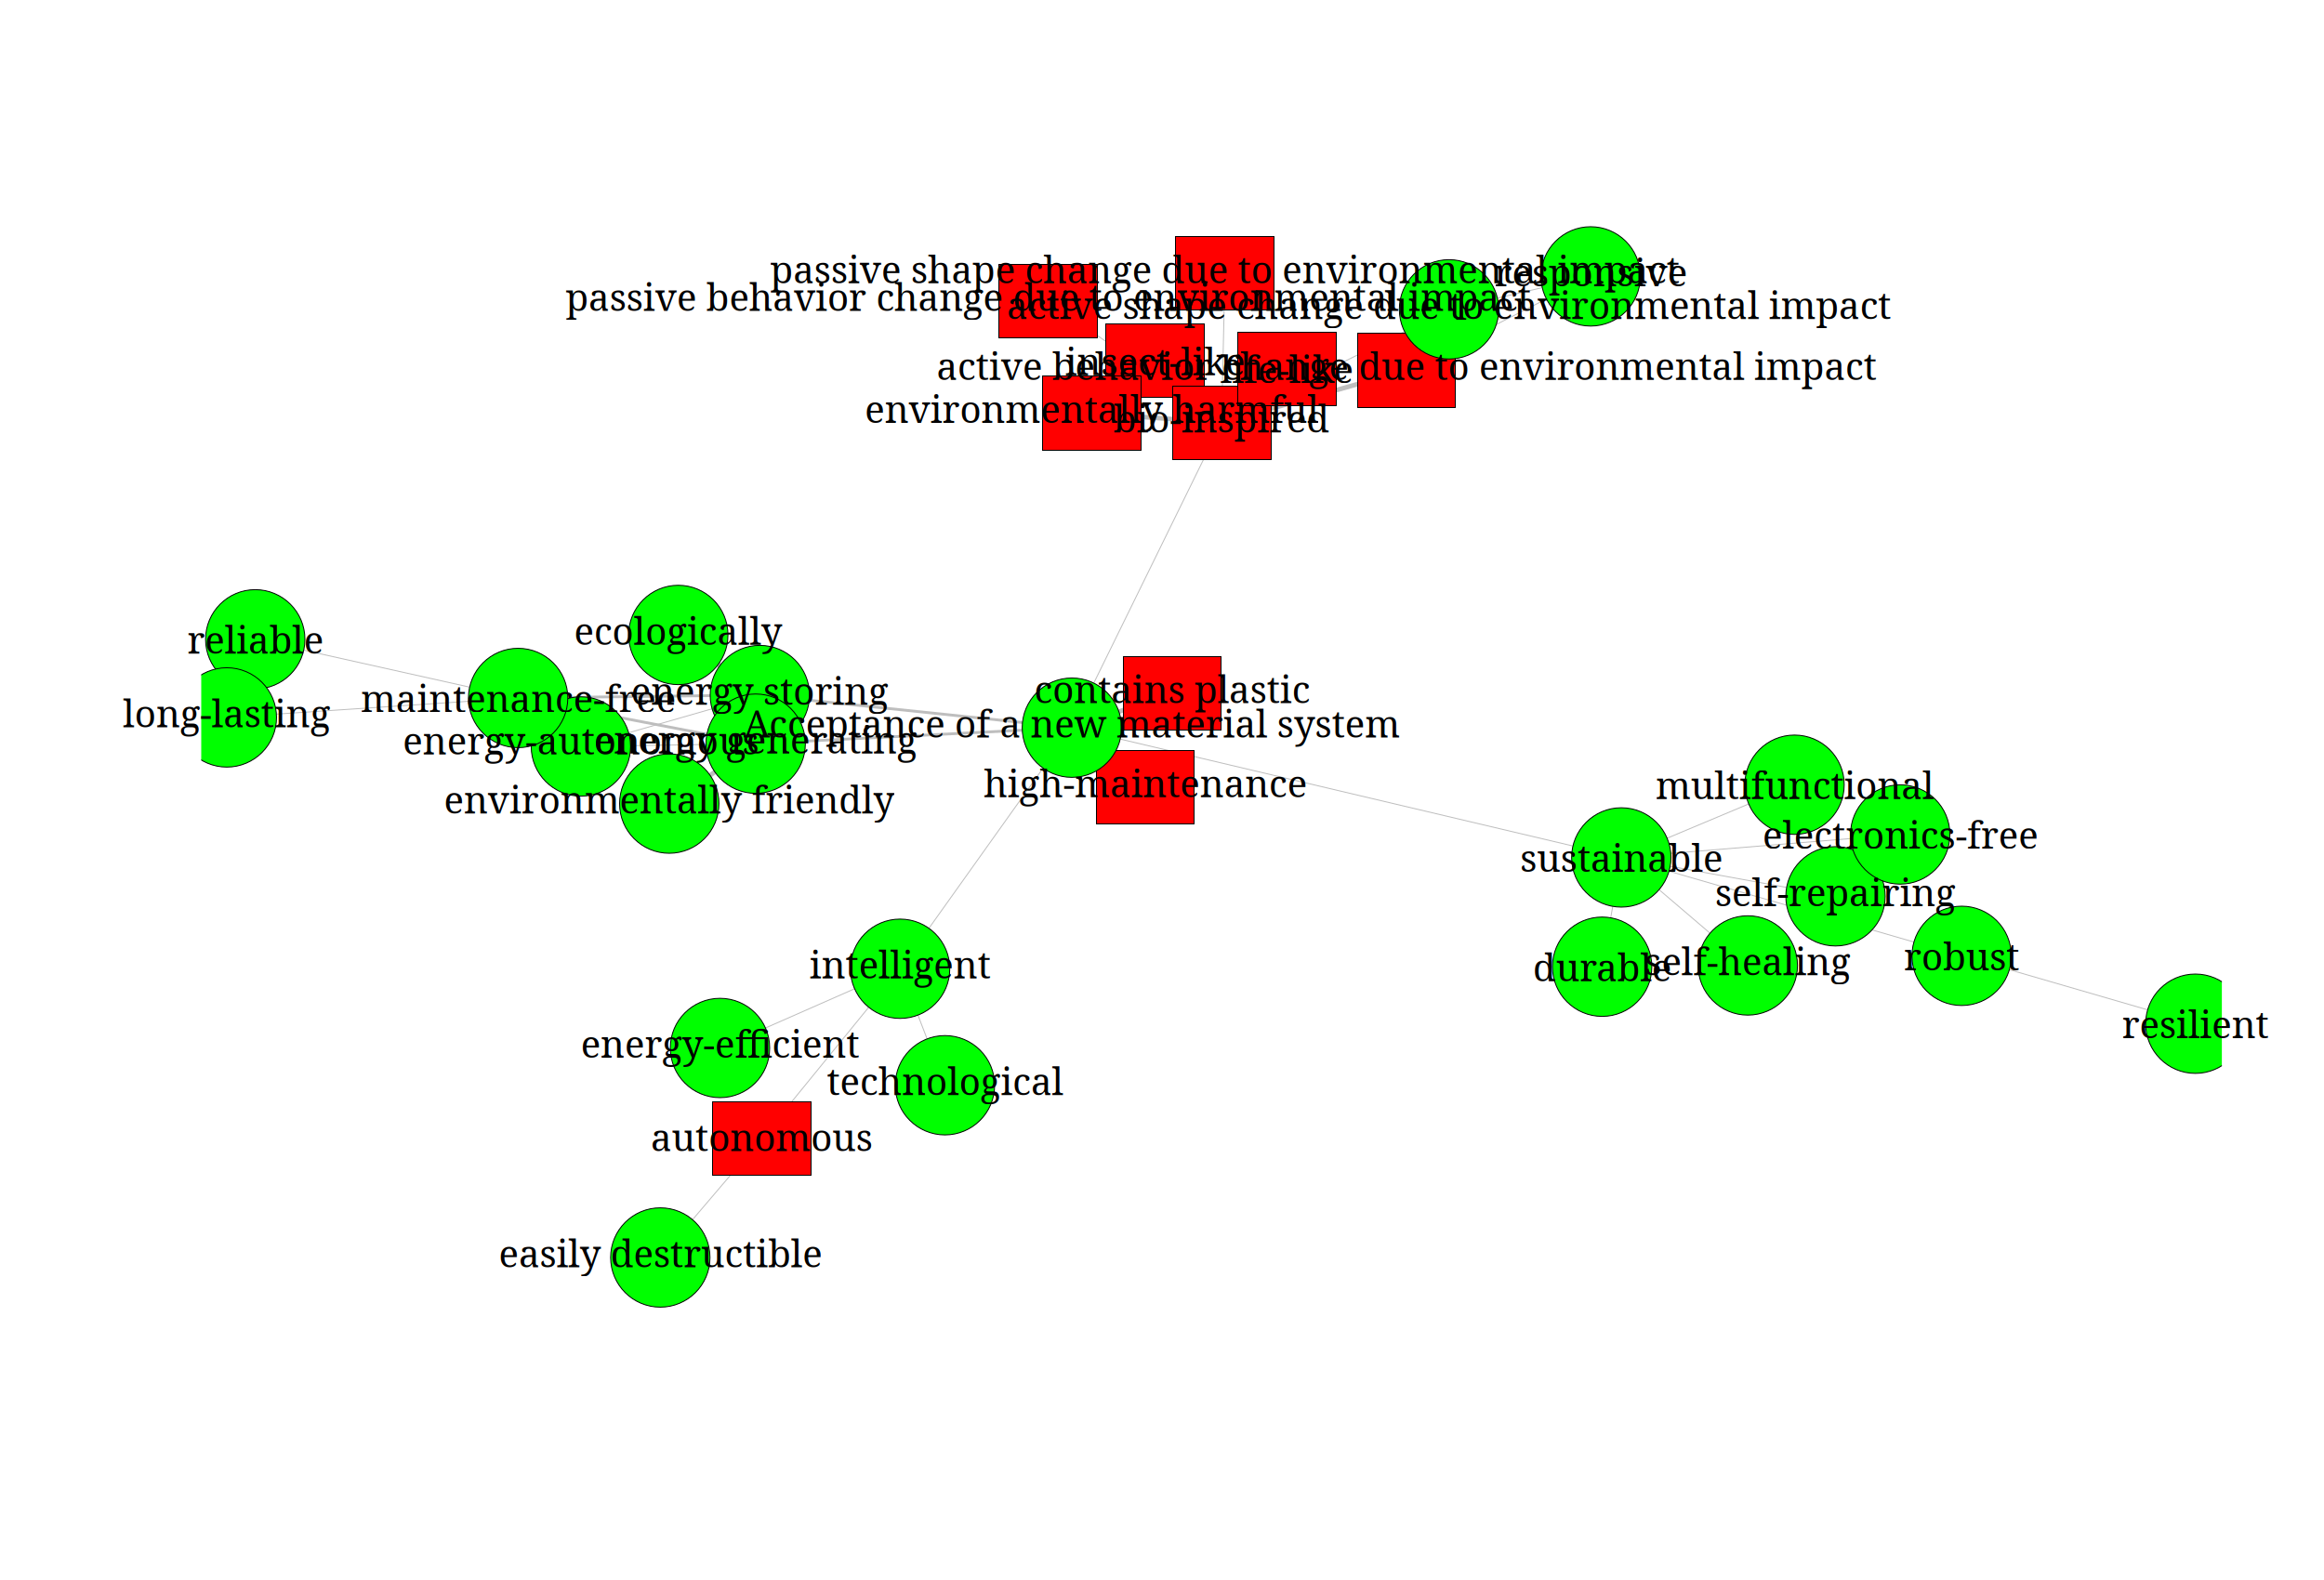 passive shape change due to environmental impact
responsive
passive behavior change due to environmental impact
active shape change due to environmental impact
insect-like
active behavior change due to environmental impact
life-like
environmentally harmful
bio-inspired
ecologically
reliable
contains plastic
energy storing
maintenance-free
long-lasting
Acceptance of a new material system
energy-autonomous
energy generating
high-maintenance
multifunctional
environmentally friendly
electronics-free
sustainable
self-repairing
robust
self-healing
intelligent
durable
resilient
energy-efficient
technological
autonomous
easily destructible